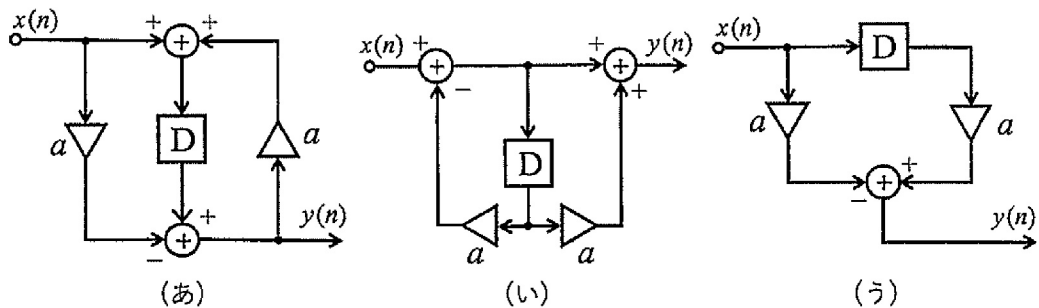 x(n) + + a D a + − y(n)
(あ)
x(n) + + − + + + y(n) D a a
(い)
x(n) D a a + + − y(n)
(う)